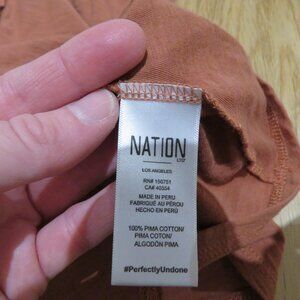 NATION
LTD
LOS ANGELES
RN# 150751
CA# 40354
MADE IN PERU
FABRIQUÉ AU PÉROU
HECHO EN PERÚ
100% PIMA COTTON/
PIMA COTON/
ALGODÓN PIMA
#PerfectlyUndone